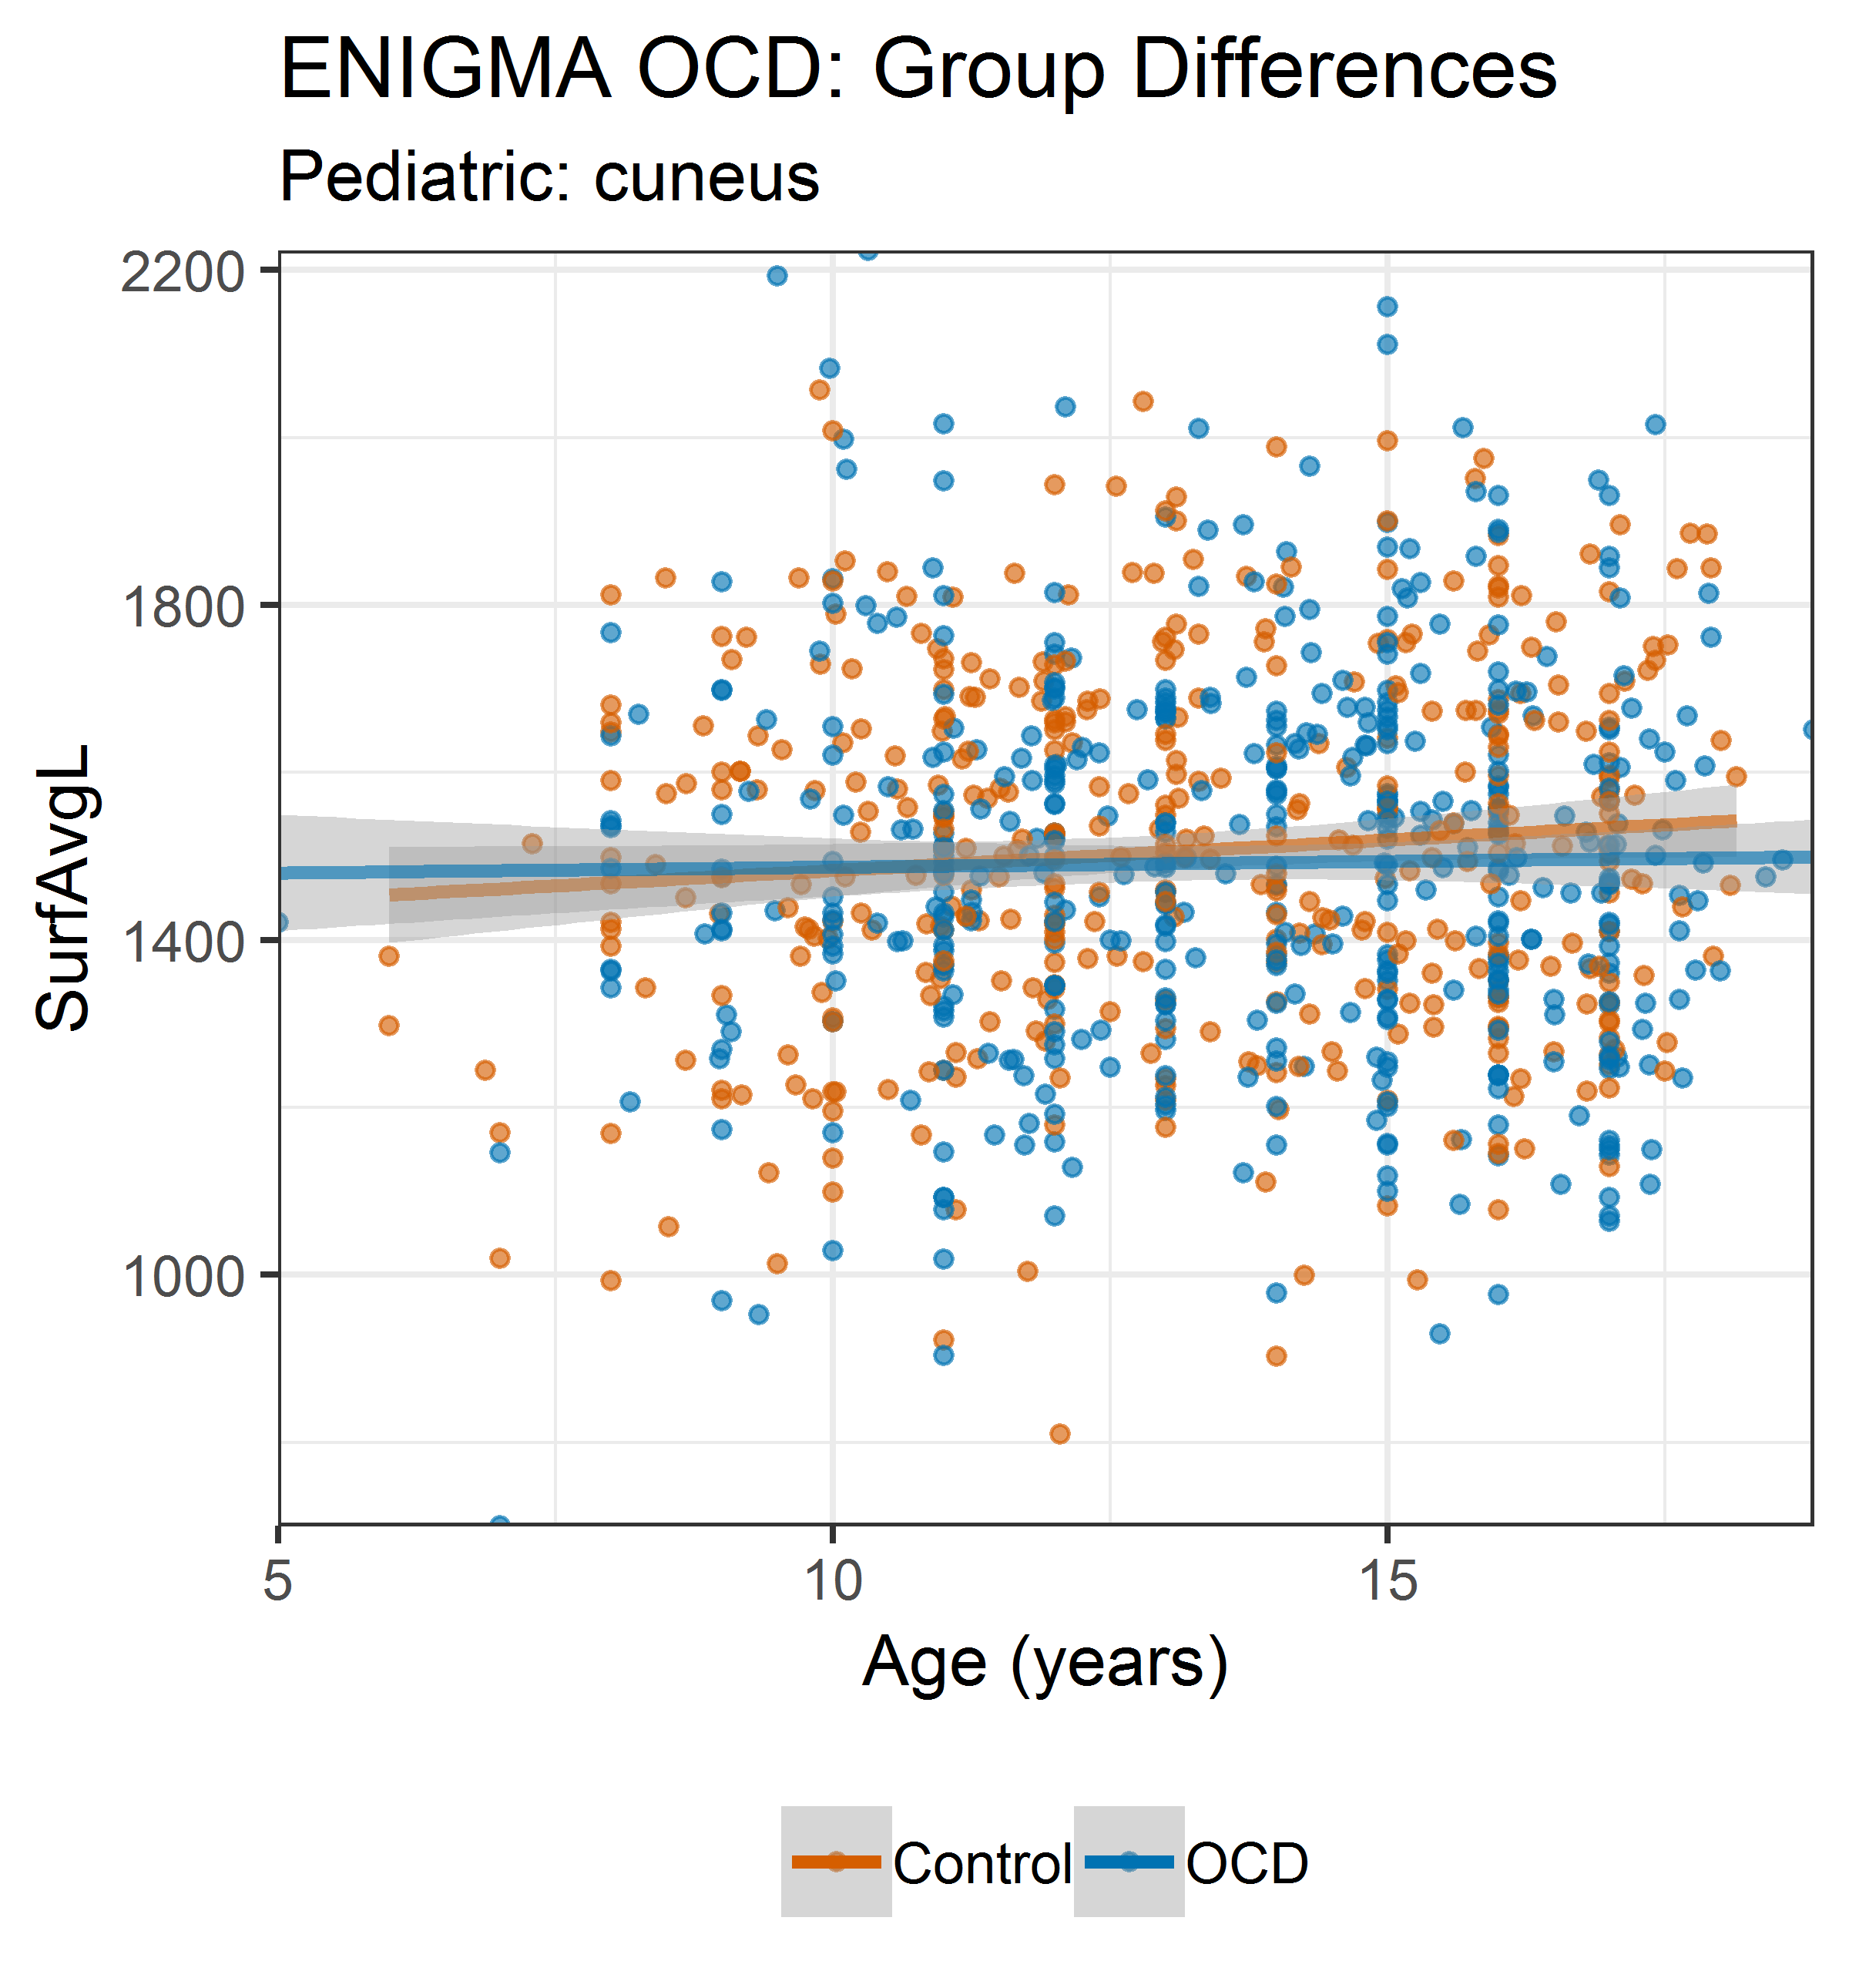 ENIGMA OCD: Group Differences
Pediatric: cuneus
2200
1800
1400
1000
SurfAvgL
5 10 15
Age (years)
Control OCD